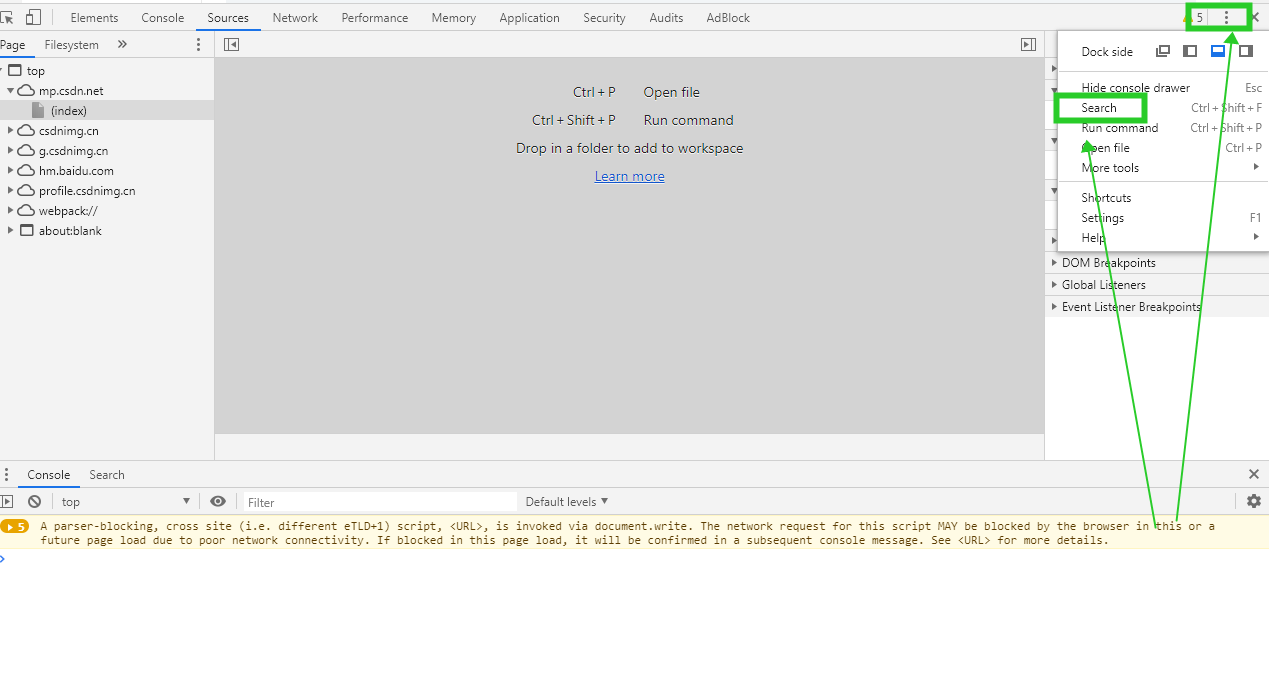 Elements Console Sources Network Performance Memory Application Security Audits AdBlock 5
Page Filesystem
Dock side
top
mp.csdn.net
(index)
csdnimg.cn
g.csdnimg.cn
hm.baidu.com
profile.csdnimg.cn
webpack://
about:blank
Ctrl + P Open file
Ctrl + Shift + P Run command
Drop in a folder to add to workspace
Learn more
Hide console drawer Esc
Search Ctrl + Shift + F
Run command Ctrl + Shift + P
Open file Ctrl + P
More tools
Shortcuts
Settings F1
Help
DOM Breakpoints
Global Listeners
Event Listener Breakpoints
Console Search
top Filter Default levels
5 A parser-blocking, cross site (i.e. different eTLD+1) script, <URL>, is invoked via document.write. The network request for this script MAY be blocked by the browser in this or a
future page load due to poor network connectivity. If blocked in this page load, it will be confirmed in a subsequent console message. See <URL> for more details.